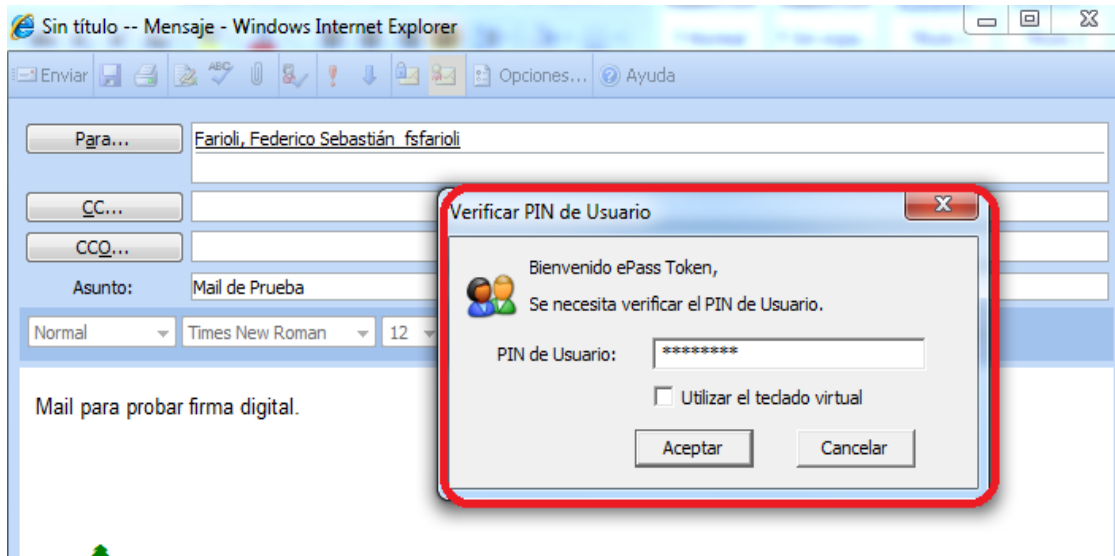 Sin título -- Mensaje - Windows Internet Explorer
Enviar ABC Opciones... Ayuda
Para... Farioli, Federico Sebastián fsfarioli
CC...
CCO...
Asunto: Mail de Prueba
Normal Times New Roman 12
Mail para probar firma digital.
Verificar PIN de Usuario
Bienvenido ePass Token,
Se necesita verificar el PIN de Usuario.
PIN de Usuario: ********
Utilizar el teclado virtual
Aceptar Cancelar